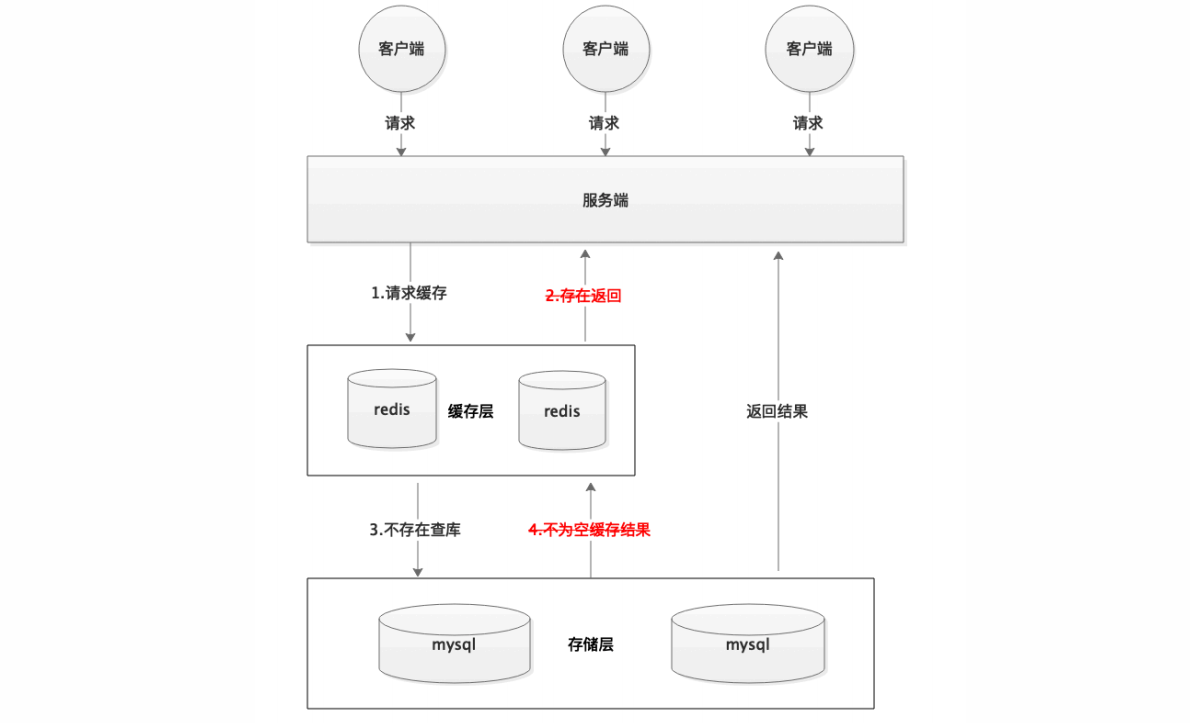 客户端
客户端
客户端
请求
请求
请求
服务端
1.请求缓存
2.存在返回
redis
缓存层
redis
返回结果
3.不存在查库
4.不为空缓存结果
mysql
存储层
mysql